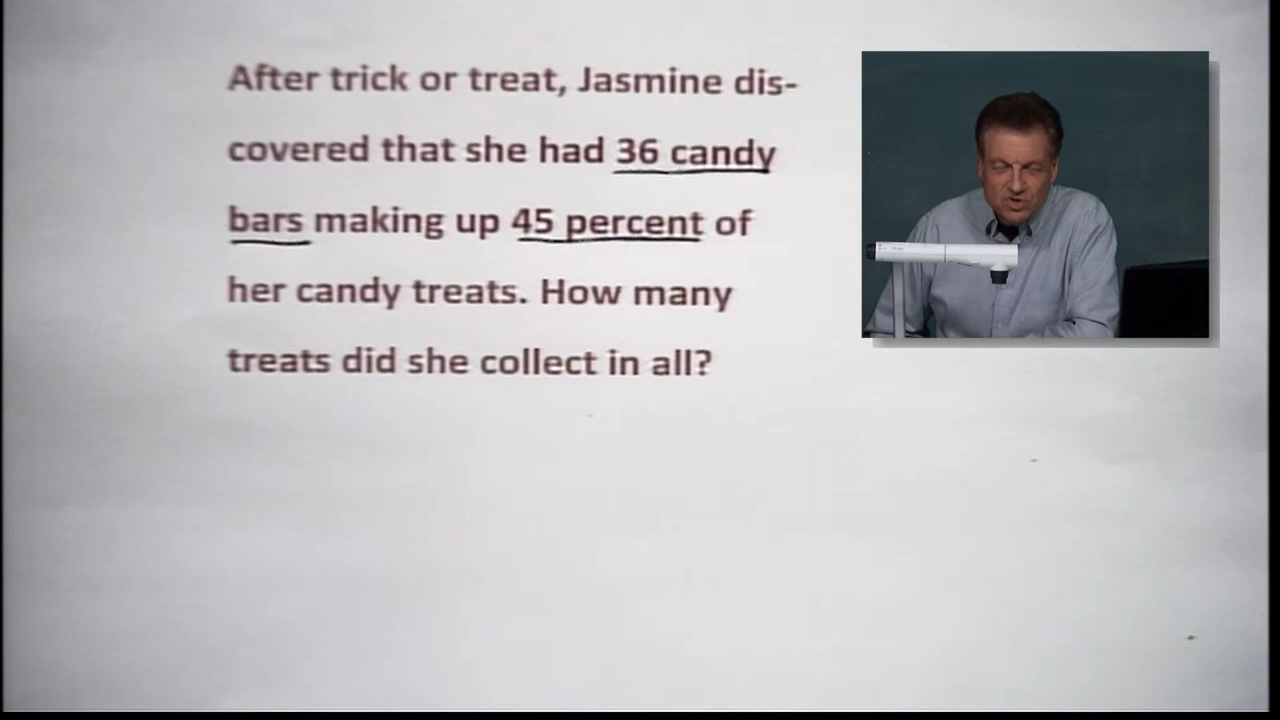 After trick or treat, Jasmine dis-
covered that she had 36 candy
bars making up 45 percent of
her candy treats. How many
treats did she collect in all?